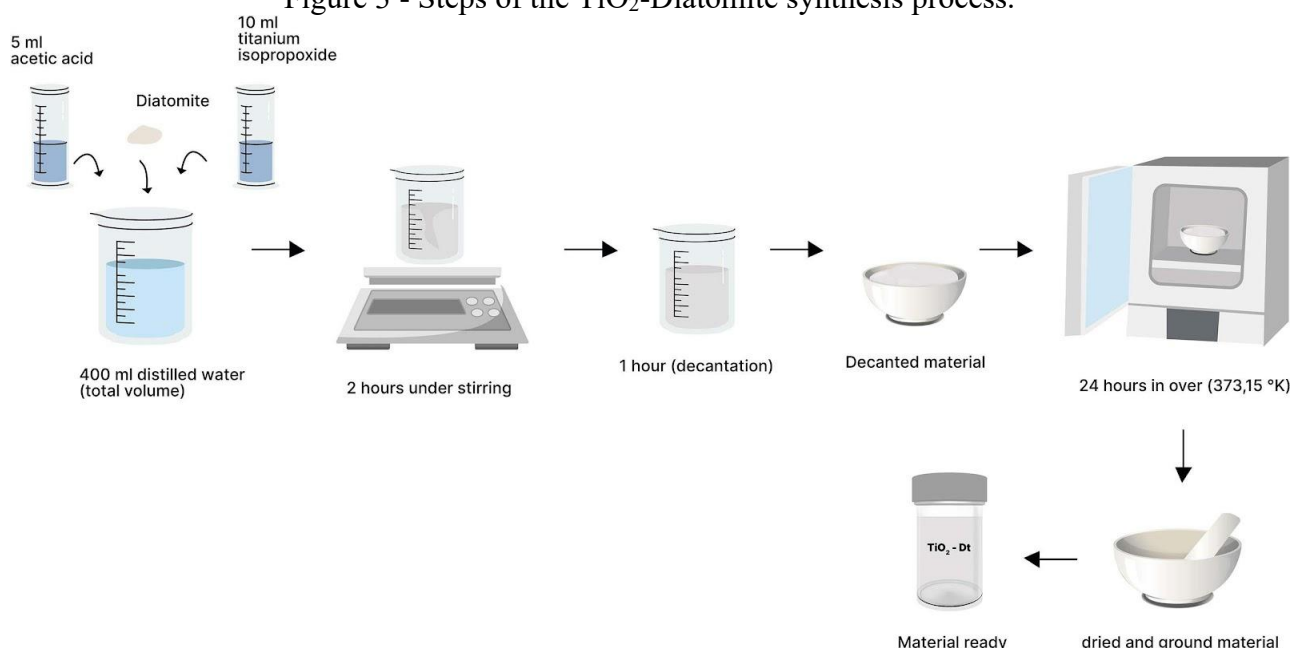 Figure 3 - Steps of the TiO₂-Diatomite synthesis process.
5 ml
acetic acid
Diatomite
10 ml
titanium
isopropoxide
400 ml distilled water
(total volume)
2 hours under stirring
1 hour (decantation)
Decanted material
24 hours in over (373,15 °K)
dried and ground material
TiO₂ - Dt
Material ready